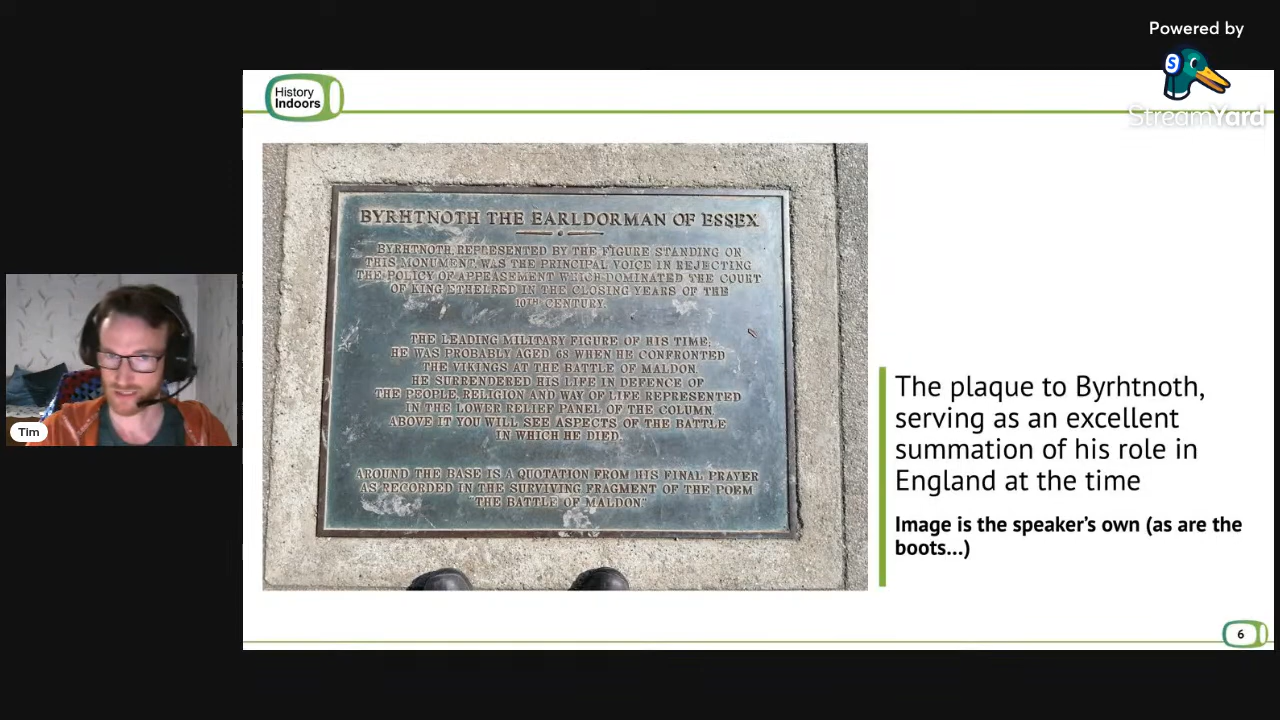 Powered by
StreamYard
History
Indoors
BYRHTNOTH THE EARLDORMAN OF ESSEX
BYRHTNOTH, REPRESENTED BY THE FIGURE STANDING ON
THIS MONUMENT, WAS THE PRINCIPAL VOICE IN REJECTING
THE POLICY OF APPEASEMENT WHICH DOMINATED THE COURT
OF KING ETHELRED IN THE CLOSING YEARS OF THE
10TH CENTURY.
THE LEADING MILITARY FIGURE OF HIS TIME,
HE WAS PROBABLY AGED 68 WHEN HE CONFRONTED
THE VIKINGS AT THE BATTLE OF MALDON.
HE SURRENDERED HIS LIFE IN DEFENCE OF
THE PEOPLE, RELIGION AND WAY OF LIFE REPRESENTED
IN THE LOWER RELIEF PANEL OF THE COLUMN.
ABOVE IT YOU WILL SEE ASPECTS OF THE BATTLE
IN WHICH HE DIED.
AROUND THE BASE IS A QUOTATION FROM HIS FINAL PRAYER
AS RECORDED IN THE SURVIVING FRAGMENT OF THE POEM
"THE BATTLE OF MALDON"
The plaque to Byrhtnoth,
serving as an excellent
summation of his role in
England at the time
Image is the speaker's own (as are the
boots...)
Tim
6